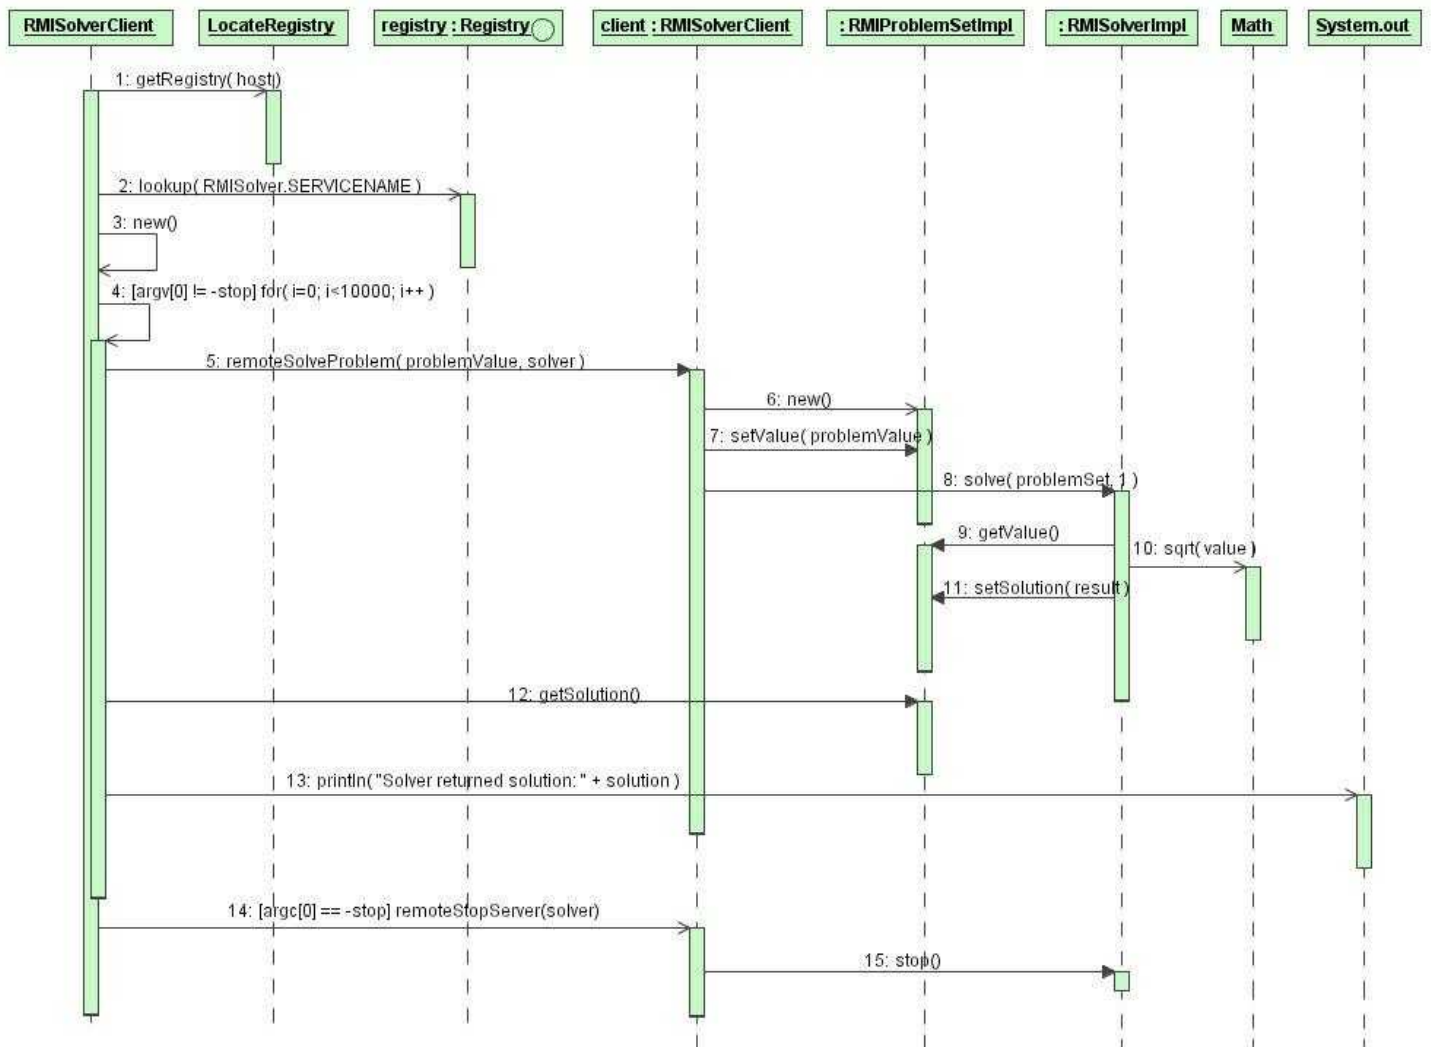 RMISolverClient
LocateRegistry
registry : Registry
client : RMISolverClient
: RMIProblemSetImpl
: RMISolverImpl
Math
System.out
1: getRegistry( host )
2: lookup( RMISolver.SERVICENAME )
3: new()
4: [argv[0] != -stop] for( i=0; i<10000; i++ )
5: remoteSolveProblem( problemValue, solver )
6: new()
7: setValue( problemValue )
8: solve( problemSet, 1 )
9: getValue()
10: sqrt( value )
11: setSolution( result )
12: getSolution()
13: println( "Solver returned solution: " + solution )
14: [argc[0] == -stop] remoteStopServer(solver)
15: stop()